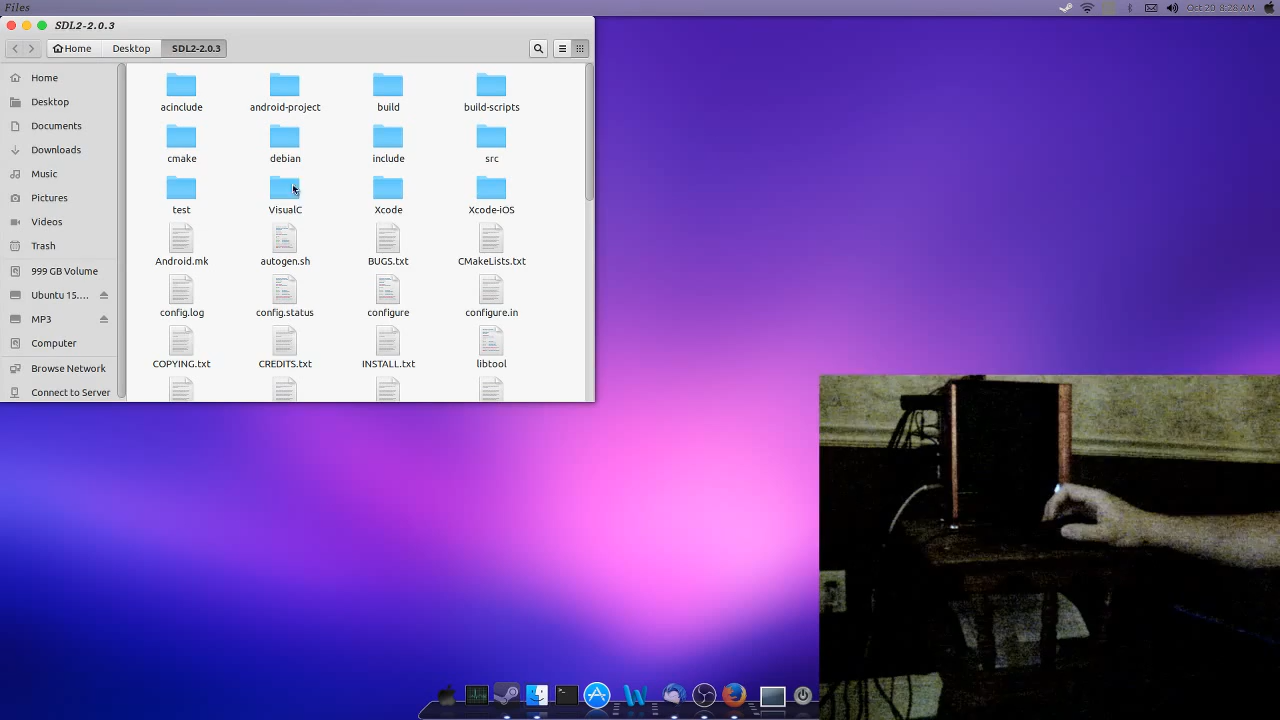 Files
Oct 20 8:28 AM
SDL2-2.0.3
Home Desktop SDL2-2.0.3
Home
Desktop
Documents
Downloads
Music
Pictures
Videos
Trash
999 GB Volume
Ubuntu 15....
MP3
Computer
Browse Network
Connect to Server
acinclude android-project build build-scripts
cmake debian include src
test VisualC Xcode Xcode-iOS
Android.mk autogen.sh BUGS.txt CMakeLists.txt
config.log config.status configure configure.in
COPYING.txt CREDITS.txt INSTALL.txt libtool